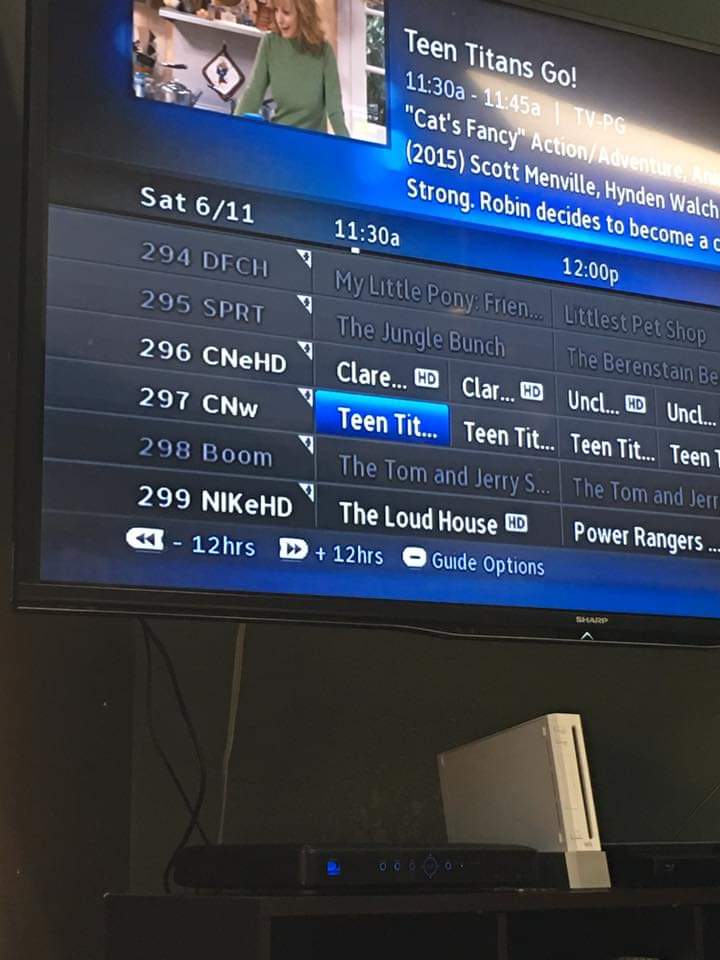 Teen Titans Go!
11:30a - 11:45a | TV-PG
"Cat's Fancy" Action/Adventure,
(2015) Scott Menville, Hynden Walch
Strong. Robin decides to become a
Sat 6/11 11:30a 12:00p
294 DFCH My Little Pony: Frien... Littlest Pet Shop
295 SPRT The Jungle Bunch The Berenstain Be
296 CNeHD Clare... HD Clar... HD Uncl... HD Uncl...
297 CNw Teen Tit... Teen Tit... Teen Tit... Teen
298 Boom The Tom and Jerry S... The Tom and Jerr
299 NIKeHD The Loud House HD Power Rangers ...
- 12hrs + 12hrs Guide Options
SHARP
Wii